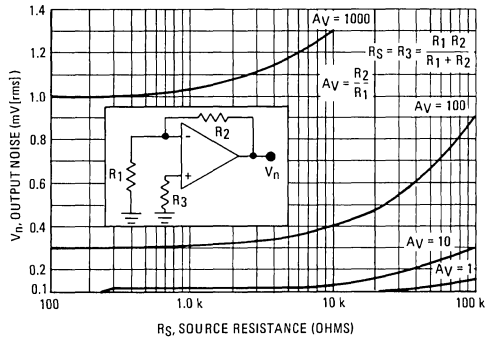 1.4
1.2
1.0
0.8
0.6
0.4
0.2
0.1
Vn, OUTPUT NOISE (mV[rms])
AV = 1000
RS = R3 = R1 R2
R1 + R2
AV = R2
R1
AV = 100
R2
-
+
R1
R3
Vn
AV = 10
AV = 1
100
1.0 k
10 k
100 k
RS, SOURCE RESISTANCE (OHMS)